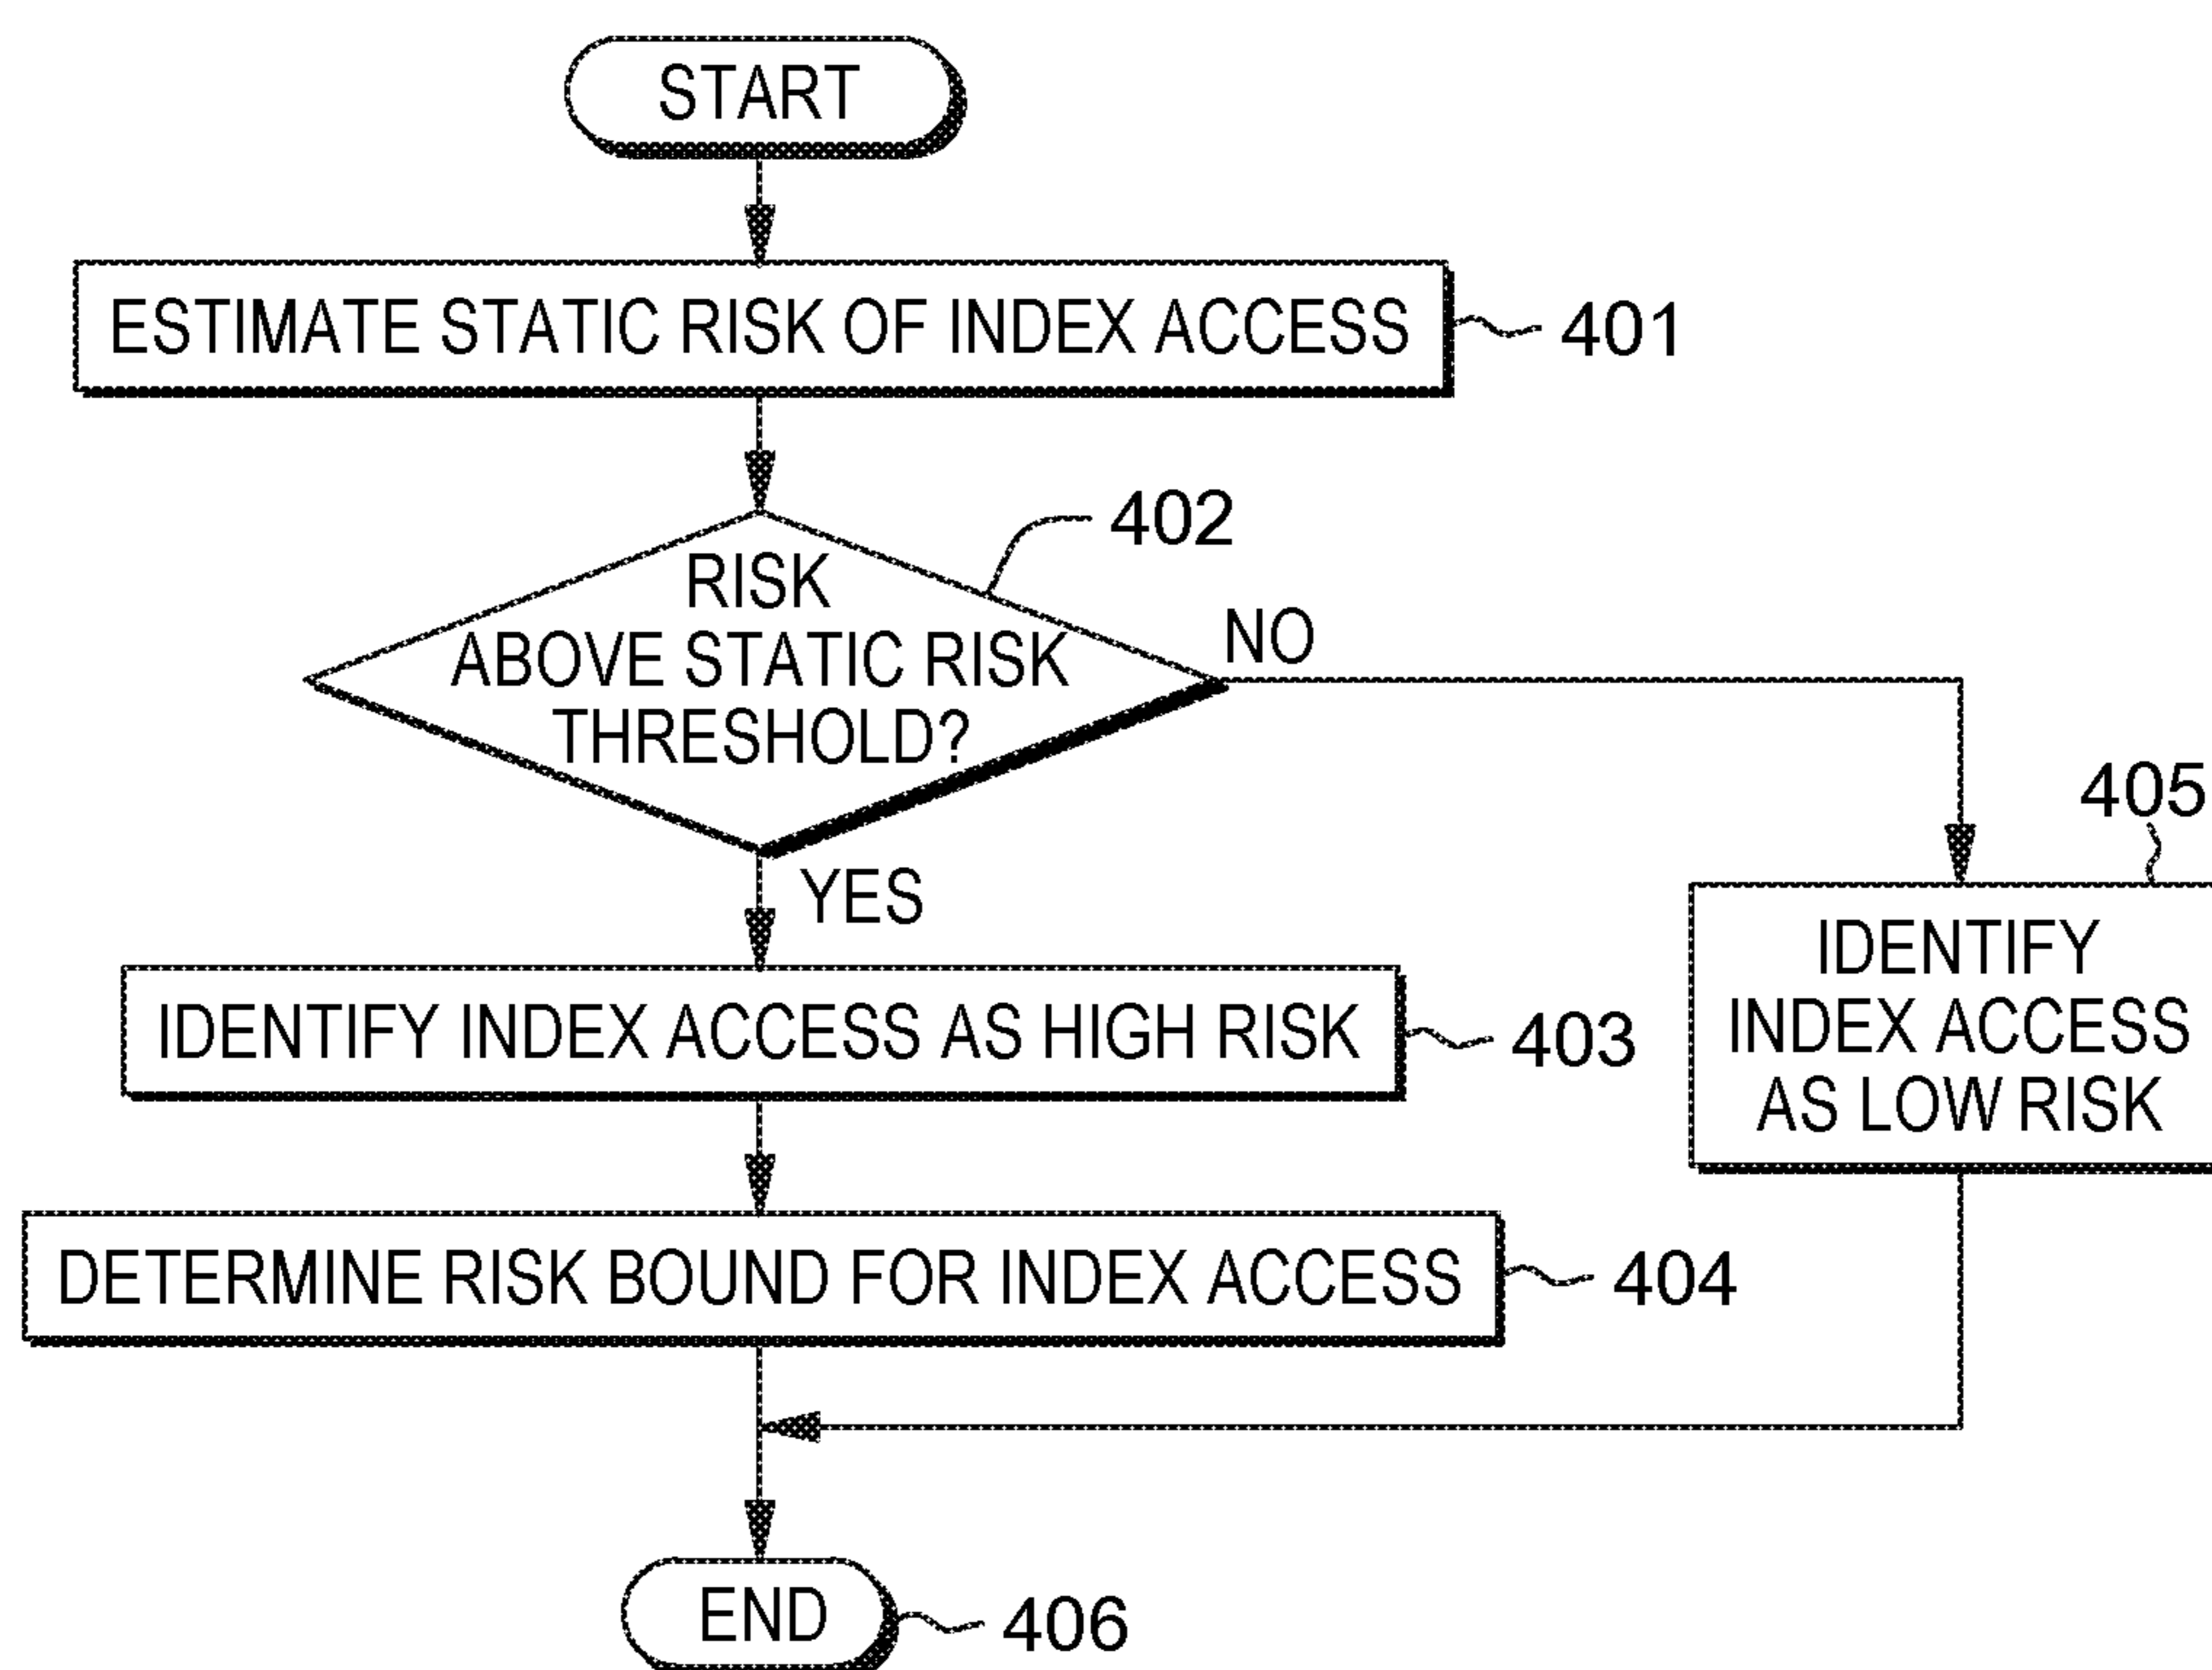 START
ESTIMATE STATIC RISK OF INDEX ACCESS
401
402
RISK
ABOVE STATIC RISK
THRESHOLD?
NO
YES
405
IDENTIFY
INDEX ACCESS
AS LOW RISK
IDENTIFY INDEX ACCESS AS HIGH RISK
403
DETERMINE RISK BOUND FOR INDEX ACCESS
404
END
406